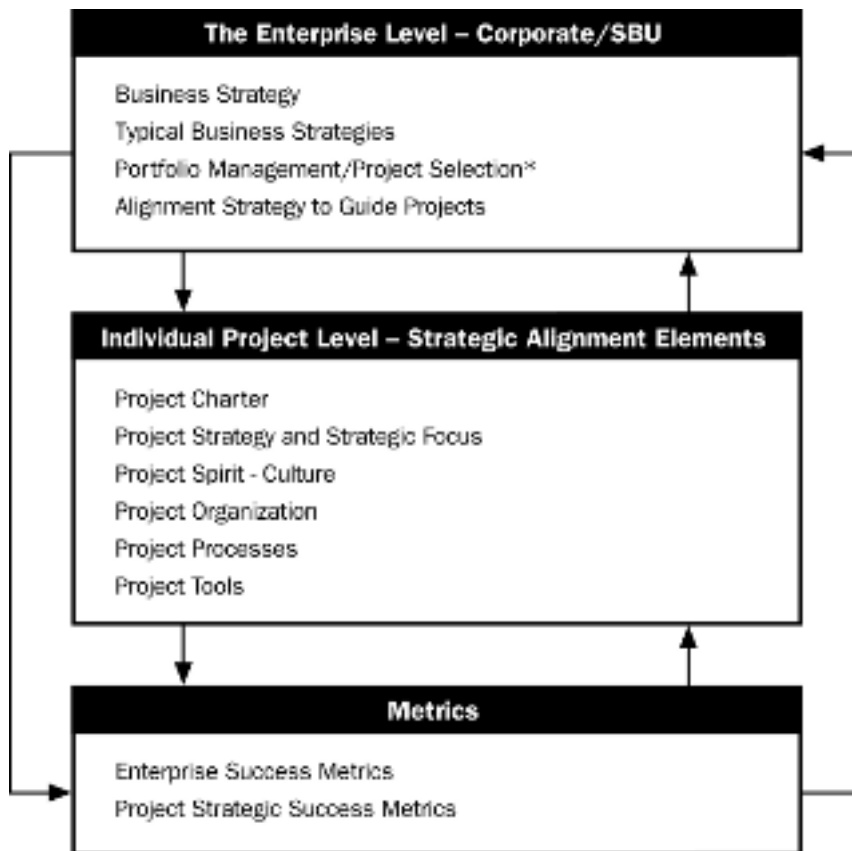 The Enterprise Level – Corporate/SBU
Business Strategy
Typical Business Strategies
Portfolio Management/Project Selection*
Alignment Strategy to Guide Projects
Individual Project Level – Strategic Alignment Elements
Project Charter
Project Strategy and Strategic Focus
Project Spirit - Culture
Project Organization
Project Processes
Project Tools
Metrics
Enterprise Success Metrics
Project Strategic Success Metrics